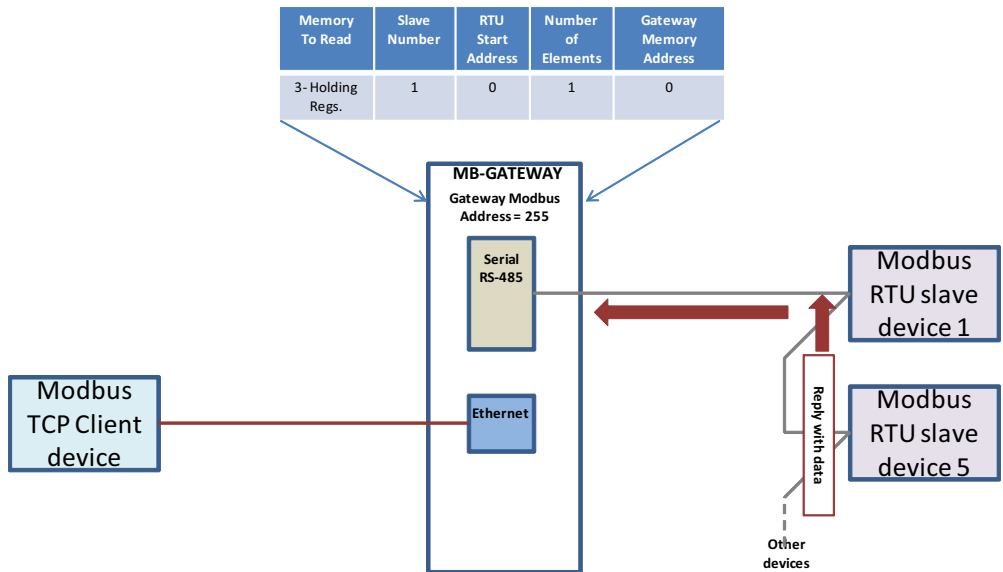 Memory To Read
Slave Number
RTU Start Address
Number of Elements
Gateway Memory Address
3- Holding Regs.
1
0
1
0
MB-GATEWAY
Gateway Modbus
Address = 255
Serial
RS-485
Ethernet
Modbus
TCP Client
device
Modbus
RTU slave
device 1
Modbus
RTU slave
device 5
Reply with data
Other
devices